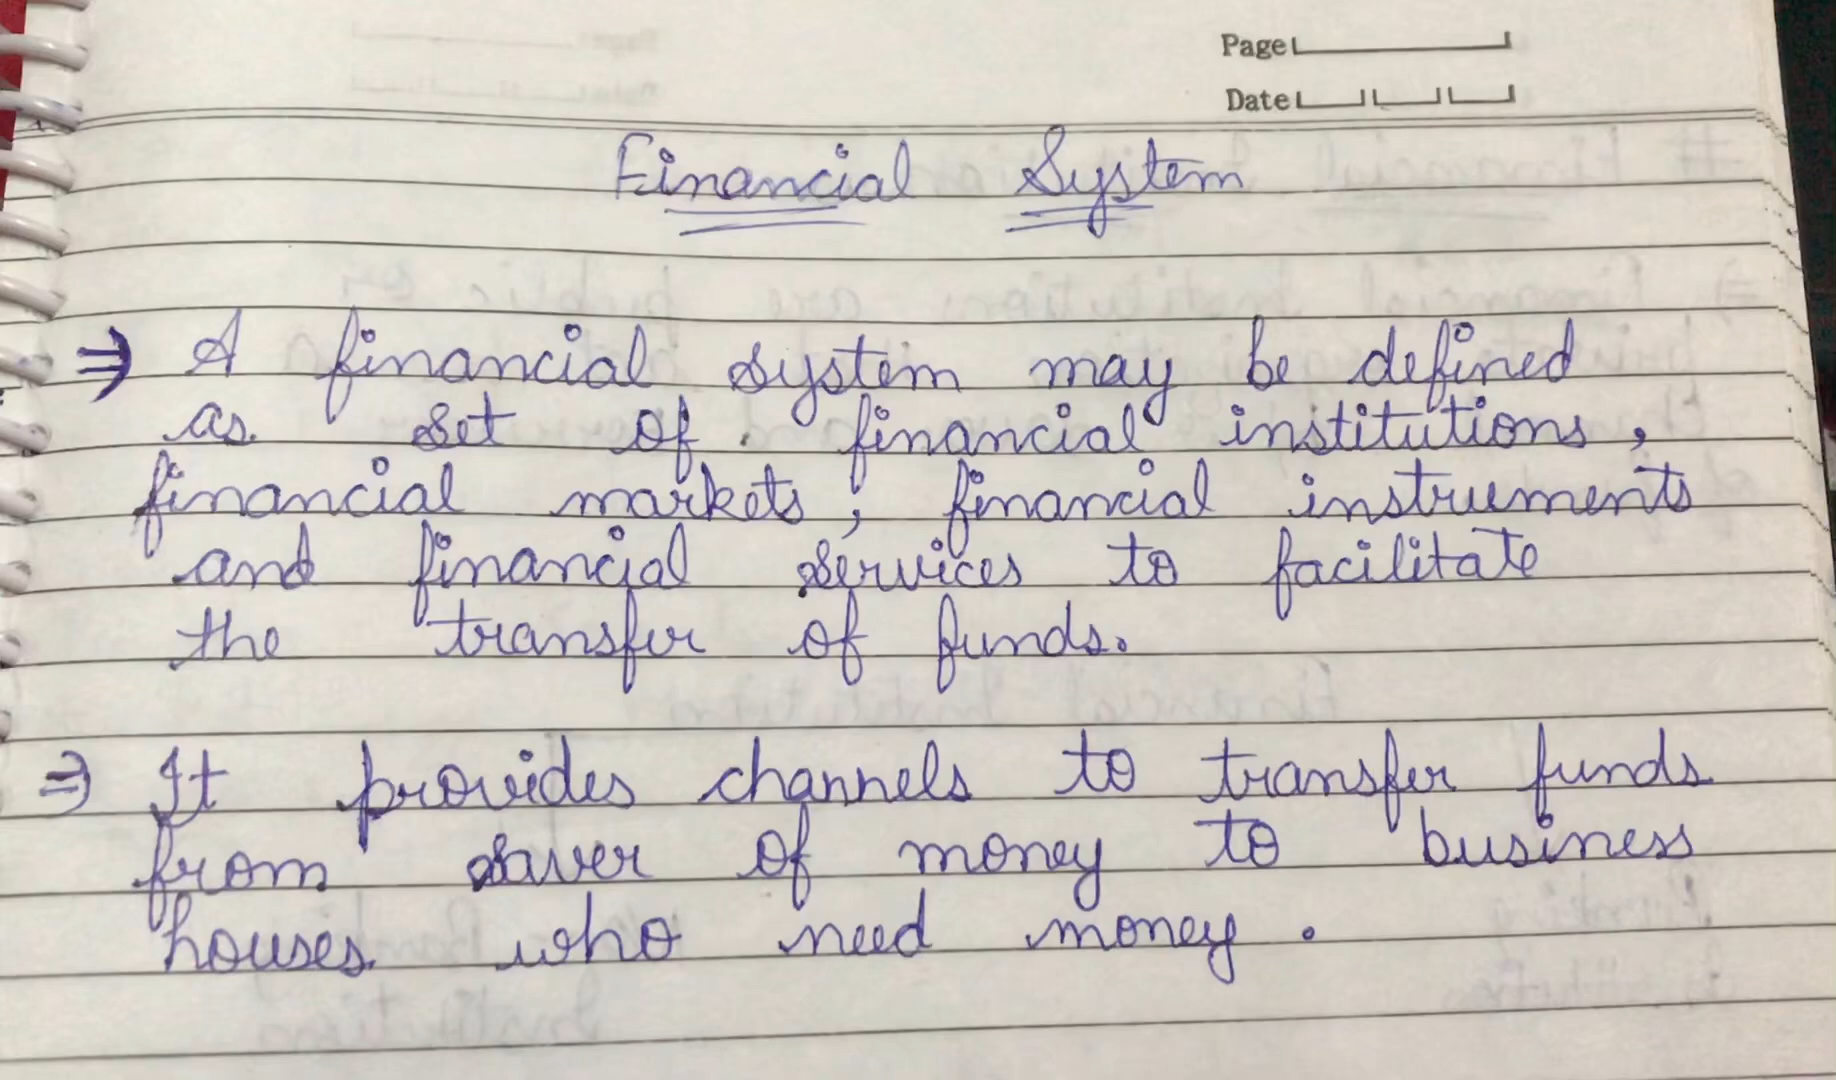 Page
Date
Financial System
⇒ A financial system may be defined
as set of financial institutions,
financial markets, financial instruments
and financial services to facilitate
the transfer of funds.
⇒ It provides channels to transfer funds
from saver of money to business
houses who need money.